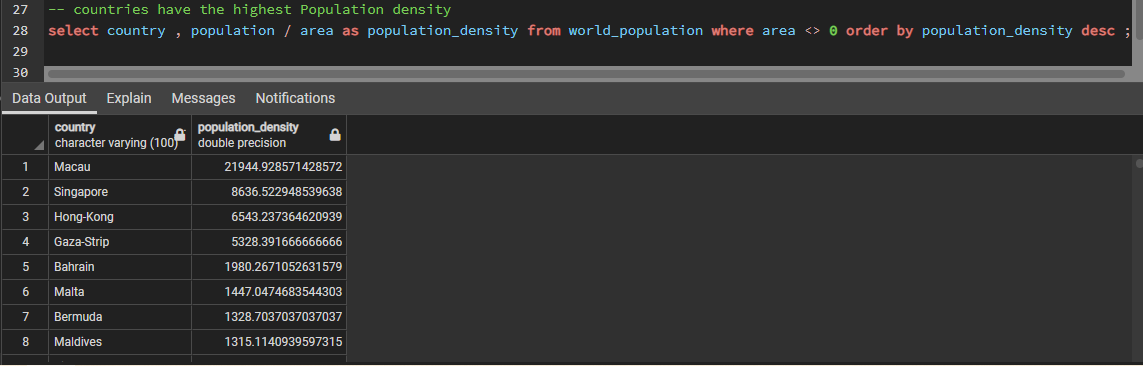 27 -- countries have the highest Population density
28 select country , population / area as population_density from world_population where area <> 0 order by population_density desc ;
29
30
Data Output Explain Messages Notifications
country population_density
character varying (100) double precision
1 Macau 21944.928571428572
2 Singapore 8636.522948539638
3 Hong-Kong 6543.237364620939
4 Gaza-Strip 5328.391666666666
5 Bahrain 1980.2671052631579
6 Malta 1447.0474683544303
7 Bermuda 1328.7037037037037
8 Maldives 1315.1140939597315